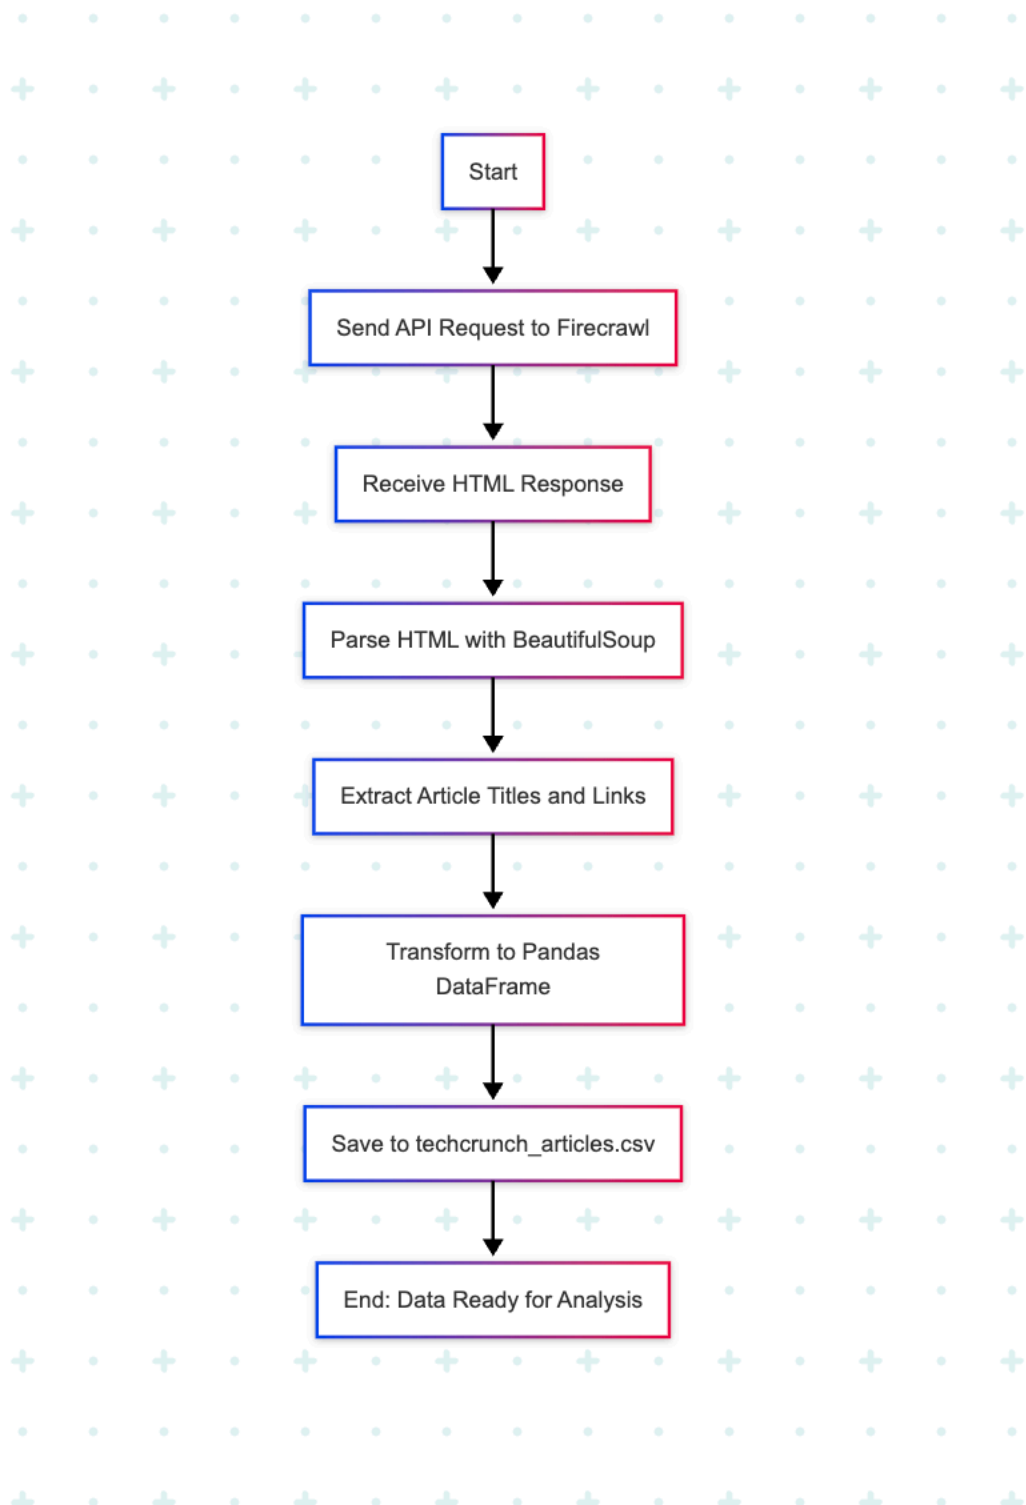 Start
Send API Request to Firecrawl
Receive HTML Response
Parse HTML with BeautifulSoup
Extract Article Titles and Links
Transform to Pandas
DataFrame
Save to techcrunch_articles.csv
End: Data Ready for Analysis